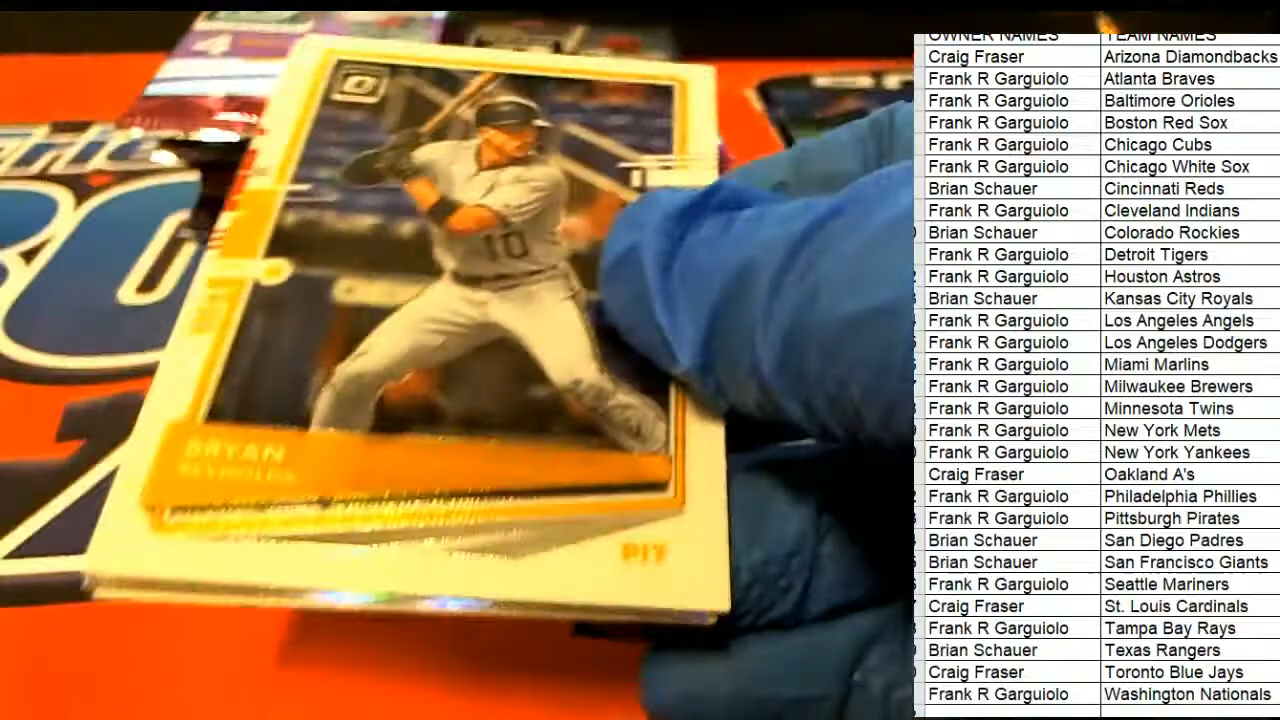 OWNER NAMES TEAM NAMES
Craig Fraser Arizona Diamondbacks
Frank R Garguiolo Atlanta Braves
Frank R Garguiolo Baltimore Orioles
Frank R Garguiolo Boston Red Sox
Frank R Garguiolo Chicago Cubs
Frank R Garguiolo Chicago White Sox
Brian Schauer Cincinnati Reds
Frank R Garguiolo Cleveland Indians
Brian Schauer Colorado Rockies
Frank R Garguiolo Detroit Tigers
Frank R Garguiolo Houston Astros
Brian Schauer Kansas City Royals
Frank R Garguiolo Los Angeles Angels
Frank R Garguiolo Los Angeles Dodgers
Frank R Garguiolo Miami Marlins
Frank R Garguiolo Milwaukee Brewers
Frank R Garguiolo Minnesota Twins
Frank R Garguiolo New York Mets
Frank R Garguiolo New York Yankees
Craig Fraser Oakland A's
Frank R Garguiolo Philadelphia Phillies
Frank R Garguiolo Pittsburgh Pirates
Brian Schauer San Diego Padres
Brian Schauer San Francisco Giants
Frank R Garguiolo Seattle Mariners
Craig Fraser St. Louis Cardinals
Frank R Garguiolo Tampa Bay Rays
Brian Schauer Texas Rangers
Craig Fraser Toronto Blue Jays
Frank R Garguiolo Washington Nationals
4
10
BRIAN
REYNOLDS
PIT